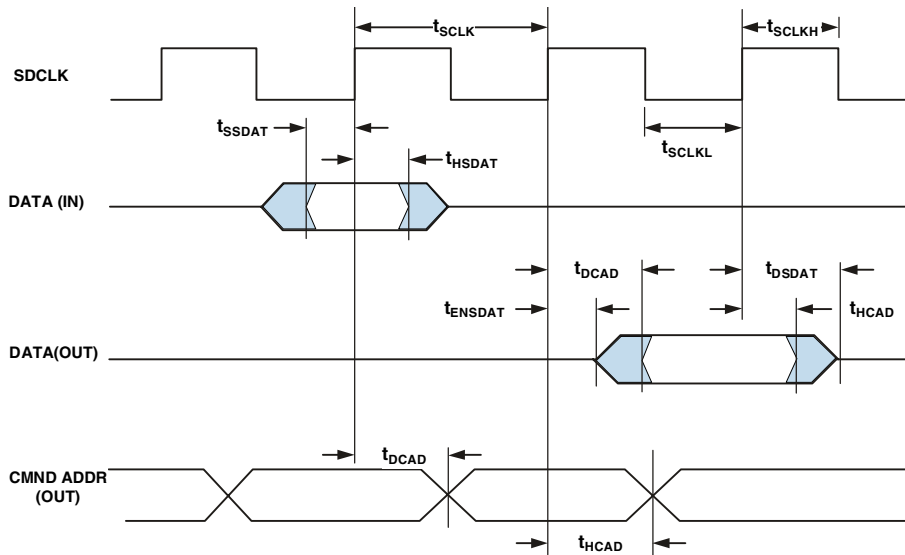 tSCLK
tSCLKH
SDCLK
tSSDAT
tSCLKL
tHSDAT
DATA (IN)
tDCAD
tDSDAT
tENSDAT
tHCAD
DATA(OUT)
tDCAD
CMND ADDR
(OUT)
tHCAD